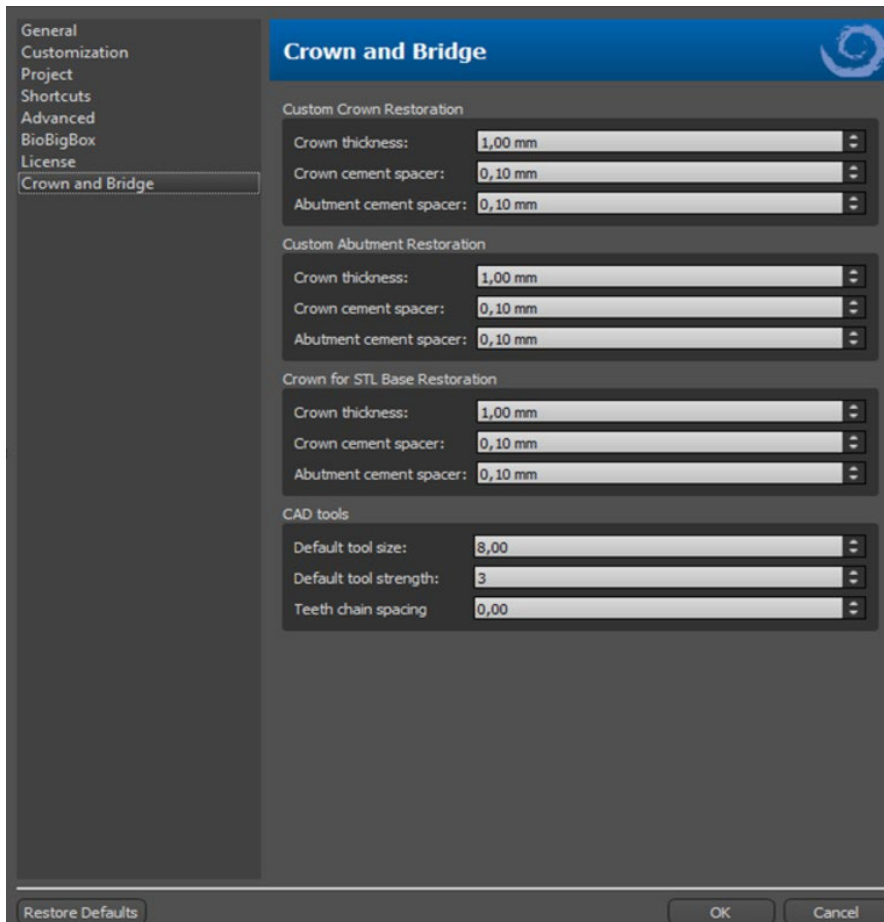 General
Customization
Project
Shortcuts
Advanced
BioBigBox
License
Crown and Bridge
Crown and Bridge
Custom Crown Restoration
Crown thickness: 1,00 mm
Crown cement spacer: 0,10 mm
Abutment cement spacer: 0,10 mm
Custom Abutment Restoration
Crown thickness: 1,00 mm
Crown cement spacer: 0,10 mm
Abutment cement spacer: 0,10 mm
Crown for STL Base Restoration
Crown thickness: 1,00 mm
Crown cement spacer: 0,10 mm
Abutment cement spacer: 0,10 mm
CAD tools
Default tool size: 8,00
Default tool strength: 3
Teeth chain spacing 0,00
Restore Defaults OK Cancel